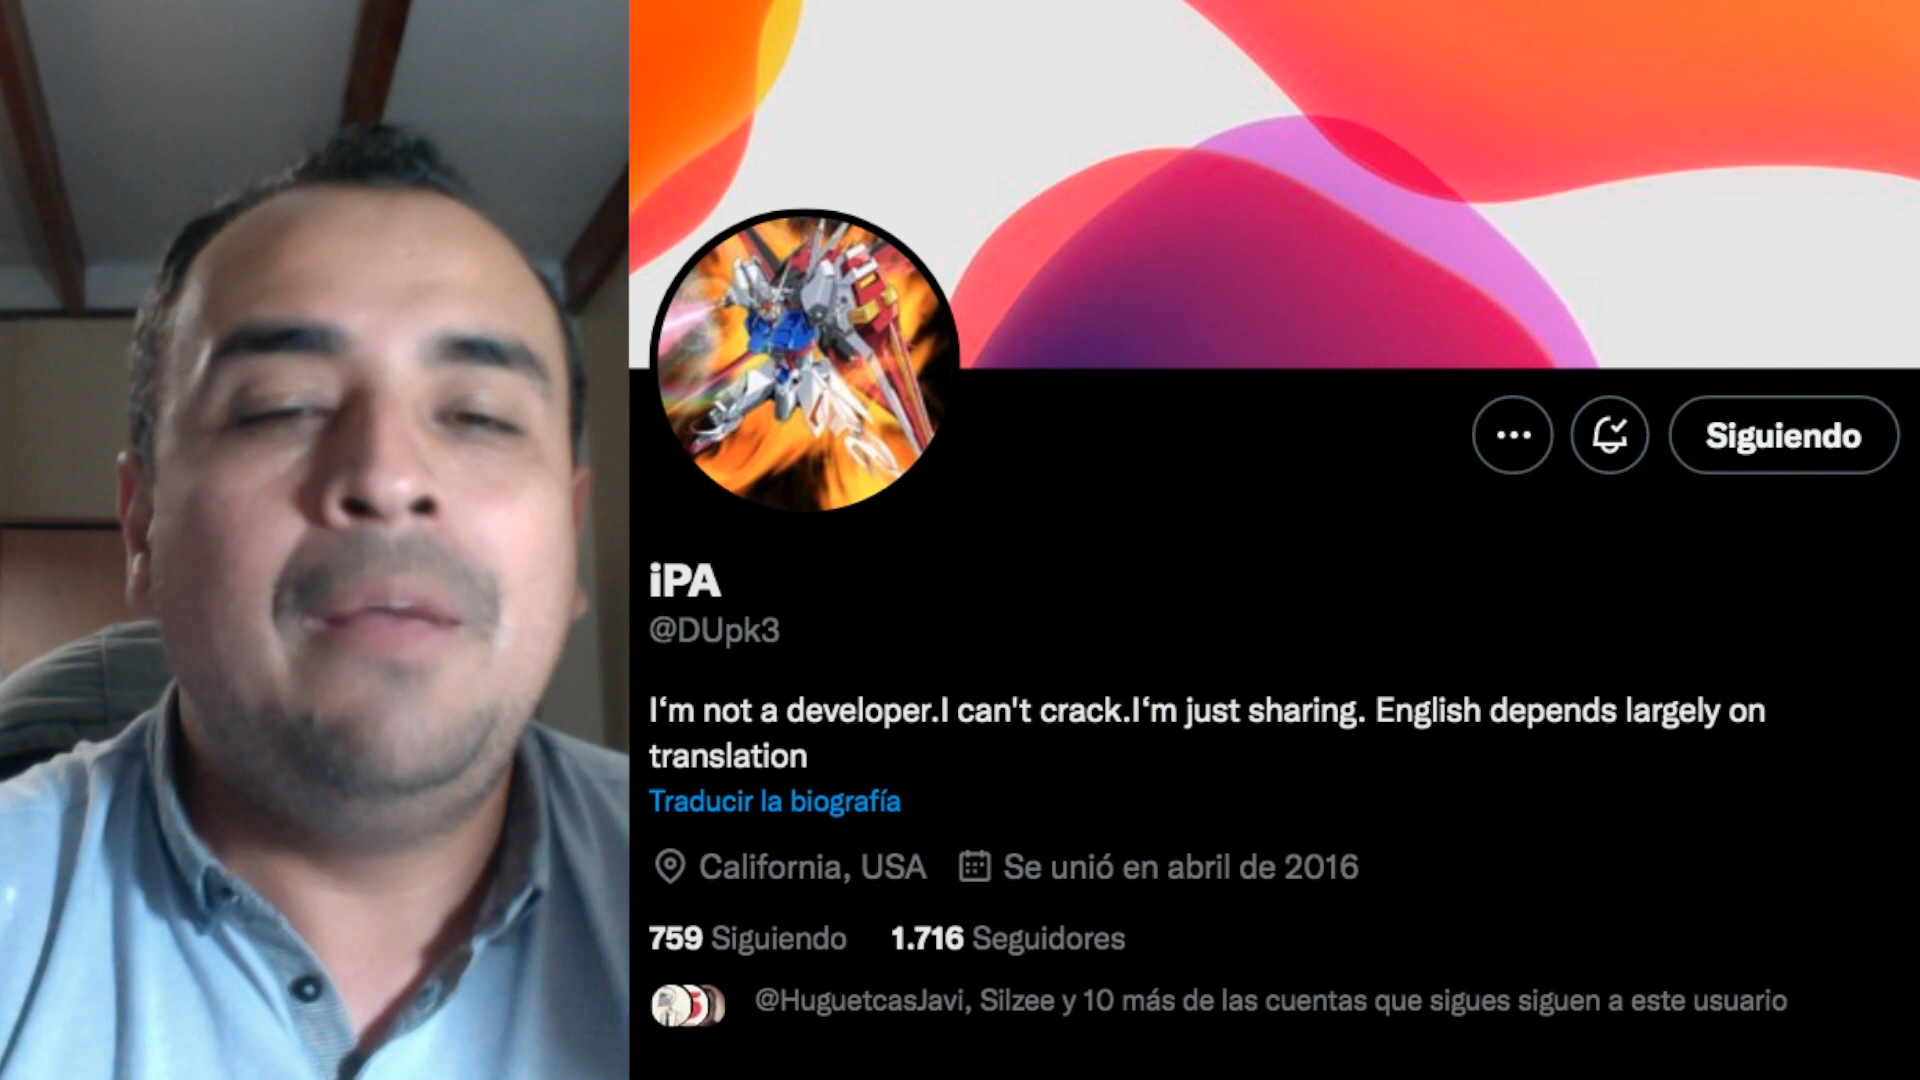 Siguiendo
iPA
@DUpk3
I‘m not a developer.I can't crack.I‘m just sharing. English depends largely on
translation
Traducir la biografía
California, USA Se unió en abril de 2016
759 Siguiendo 1.716 Seguidores
@HuguetcasJavi, Silzee y 10 más de las cuentas que sigues siguen a este usuario